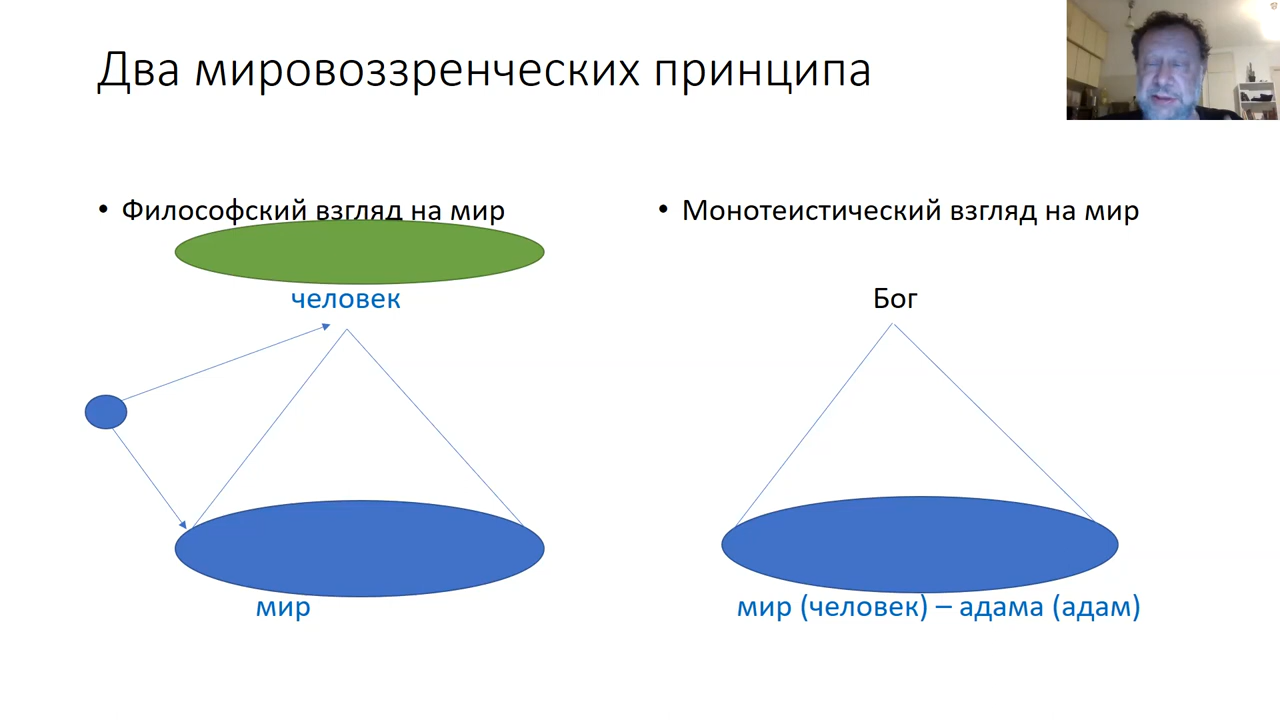 Два мировоззренческих принципа
• Философский взгляд на мир
человек
мир
• Монотеистический взгляд на мир
Бог
мир (человек) – адама (адам)